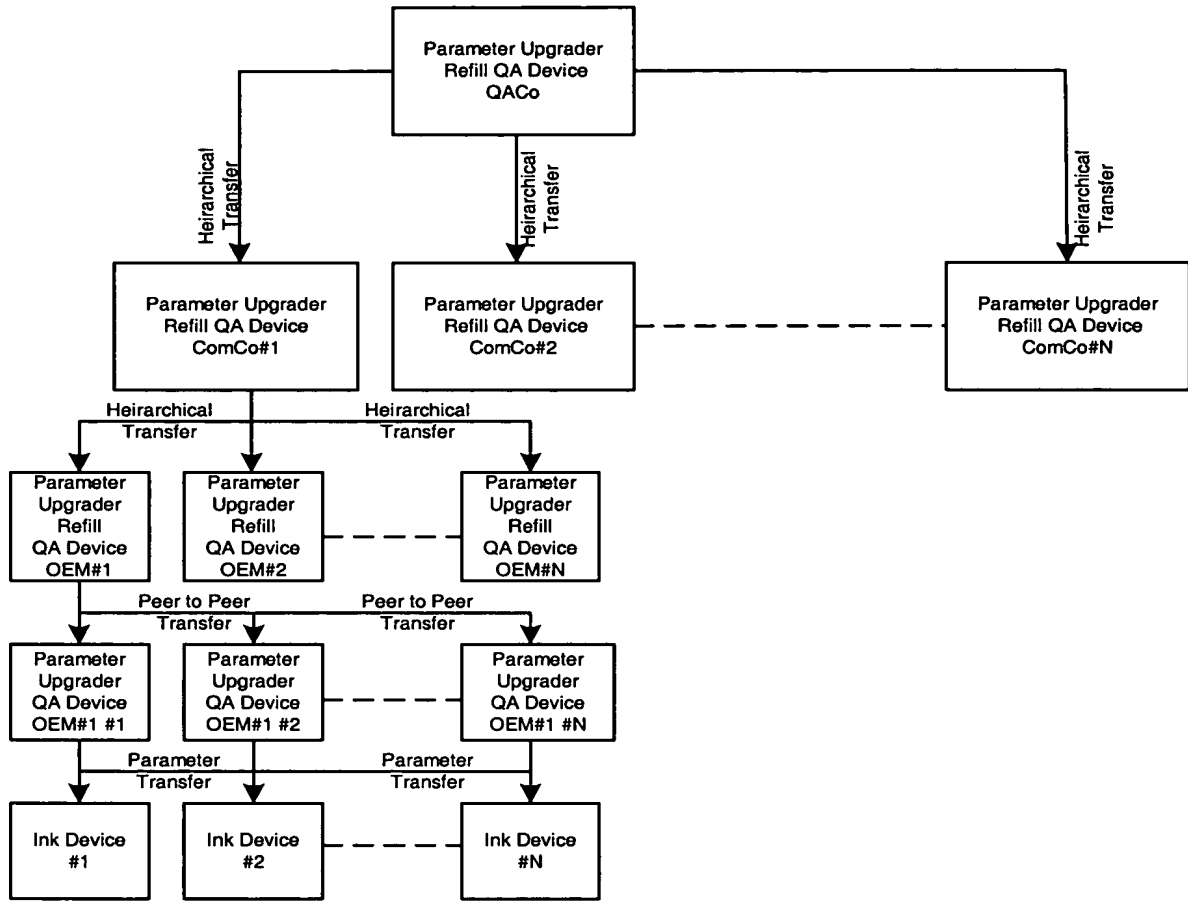 Parameter Upgrader
Refill QA Device
QACo
Heirarchical
Transfer
Heirarchical
Transfer
Heirarchical
Transfer
Parameter Upgrader
Refill QA Device
ComCo#1
Parameter Upgrader
Refill QA Device
ComCo#2
Parameter Upgrader
Refill QA Device
ComCo#N
Heirarchical
Transfer
Heirarchical
Transfer
Parameter
Upgrader
Refill
QA Device
OEM#1
Parameter
Upgrader
Refill
QA Device
OEM#2
Parameter
Upgrader
Refill
QA Device
OEM#N
Peer to Peer
Transfer
Peer to Peer
Transfer
Parameter
Upgrader
QA Device
OEM#1 #1
Parameter
Upgrader
QA Device
OEM#1 #2
Parameter
Upgrader
QA Device
OEM#1 #N
Parameter
Transfer
Parameter
Transfer
Ink Device
#1
Ink Device
#2
Ink Device
#N